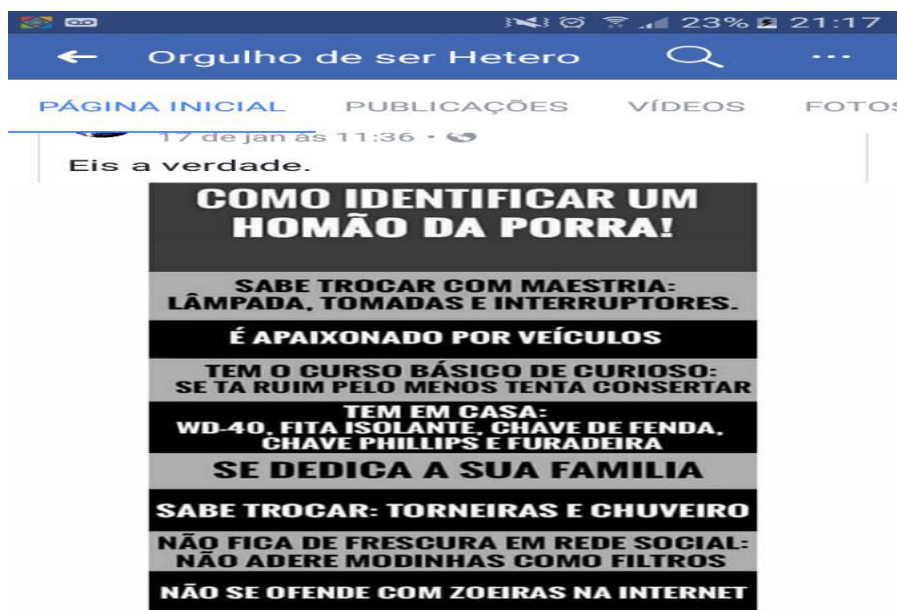 23% 21:17
Orgulho de ser Hetero
PÁGINA INICIAL PUBLICAÇÕES VÍDEOS FOTOS
17 de jan às 11:36
Eis a verdade.
COMO IDENTIFICAR UM
HOMÃO DA PORRA!
SABE TROCAR COM MAESTRIA:
LÂMPADA, TOMADAS E INTERRUPTORES.
É APAIXONADO POR VEÍCULOS
TEM O CURSO BÁSICO DE CURIOSO:
SE TA RUIM PELO MENOS TENTA CONSERTAR
TEM EM CASA:
WD-40, FITA ISOLANTE, CHAVE DE FENDA,
CHAVE PHILLIPS E FURADEIRA
SE DEDICA A SUA FAMILIA
SABE TROCAR: TORNEIRAS E CHUVEIRO
NÃO FICA DE FRESCURA EM REDE SOCIAL:
NÃO ADERE MODINHAS COMO FILTROS
NÃO SE OFENDE COM ZOEIRAS NA INTERNET